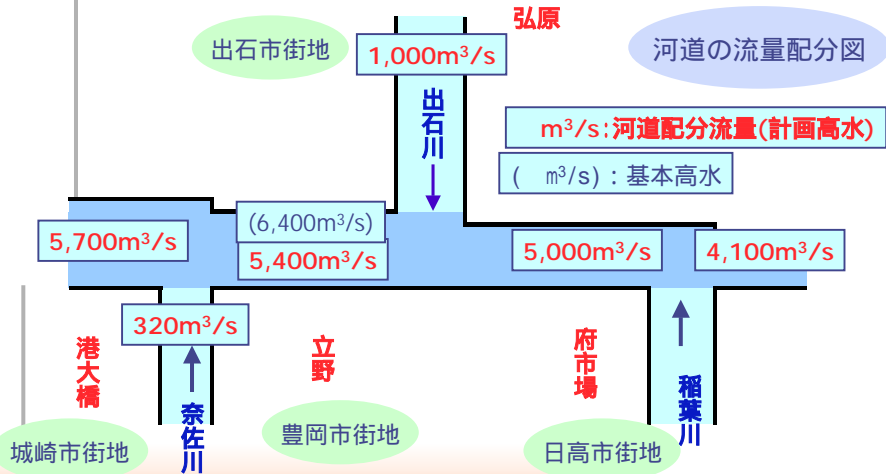 弘原
出石市街地
1,000m³/s
河道の流量配分図
出石川
m³/s:河道配分流量(計画高水)
(　m³/s)：基本高水
(6,400m³/s)
5,700m³/s
5,400m³/s
5,000m³/s
4,100m³/s
320m³/s
港大橋
立野
府市場
奈佐川
稲葉川
城崎市街地
豊岡市街地
日高市街地